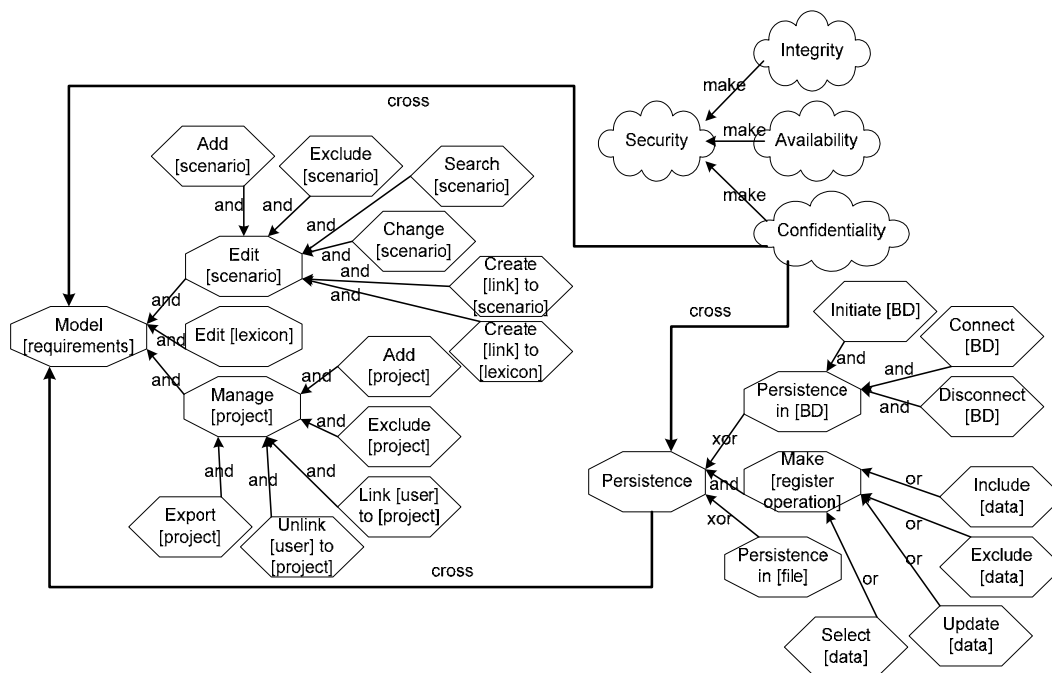 Integrity
make
cross
Security
make
Availability
make
Confidentiality
Add
[scenario]
Exclude
[scenario]
Search
[scenario]
and
and
and
Change
[scenario]
Edit
[scenario]
and
and
and
Create
[link] to
[scenario]
Create
[link] to
[lexicon]
and
Model
[requirements]
and
Edit [lexicon]
and
Manage
[project]
Add
[project]
and
and
Exclude
[project]
and
and
and
Link [user]
to [project]
Export
[project]
Unlink
[user] to
[project]
cross
cross
Initiate [BD]
Connect
[BD]
and
and
Persistence
in [BD]
and
Disconnect
[BD]
xor
Persistence
and
Make
[register
operation]
or
Include
[data]
xor
or
Exclude
[data]
Persistence
in [file]
or
or
Select
[data]
Update
[data]